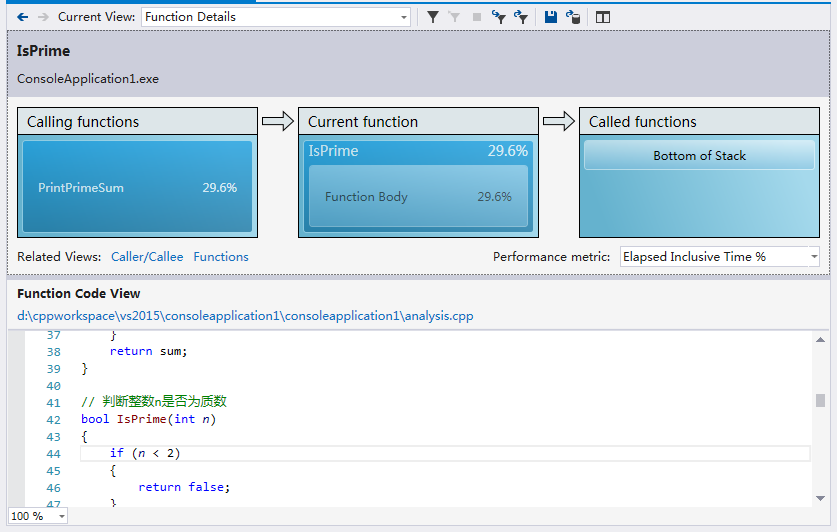 Current View: Function Details
IsPrime
ConsoleApplication1.exe
Calling functions
Current function
Called functions
PrintPrimeSum 29.6%
IsPrime 29.6%
Function Body 29.6%
Bottom of Stack
Related Views: Caller/Callee Functions
Performance metric: Elapsed Inclusive Time %
Function Code View
d:\cppworkspace\vs2015\consoleapplication1\consoleapplication1\analysis.cpp
37 }
38 return sum;
39 }
40
41 // 判断整数n是否为质数
42 bool IsPrime(int n)
43 {
44 if (n < 2)
45 {
46 return false;
47 }
100 %